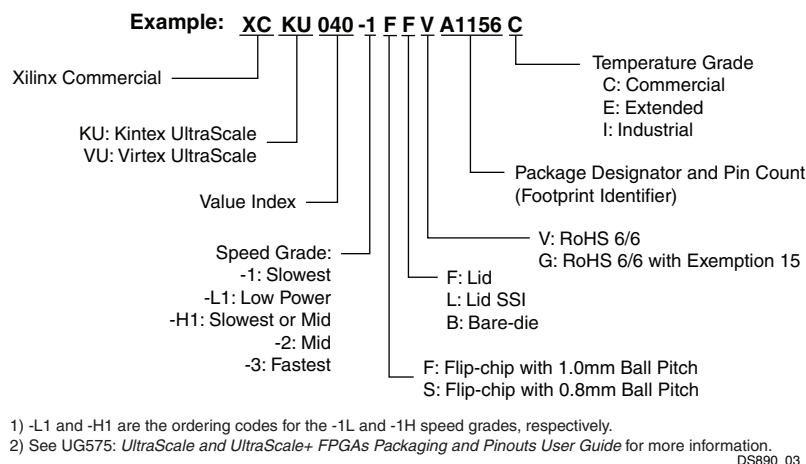 Example: XC KU 040 -1 F F V A1156 C
Xilinx Commercial
KU: Kintex UltraScale
VU: Virtex UltraScale
Value Index
Speed Grade:
-1: Slowest
-L1: Low Power
-H1: Slowest or Mid
-2: Mid
-3: Fastest
Temperature Grade
C: Commercial
E: Extended
I: Industrial
Package Designator and Pin Count
(Footprint Identifier)
V: RoHS 6/6
G: RoHS 6/6 with Exemption 15
F: Lid
L: Lid SSI
B: Bare-die
F: Flip-chip with 1.0mm Ball Pitch
S: Flip-chip with 0.8mm Ball Pitch
1) -L1 and -H1 are the ordering codes for the -1L and -1H speed grades, respectively.
2) See UG575: UltraScale and UltraScale+ FPGAs Packaging and Pinouts User Guide for more information.
DS890_03